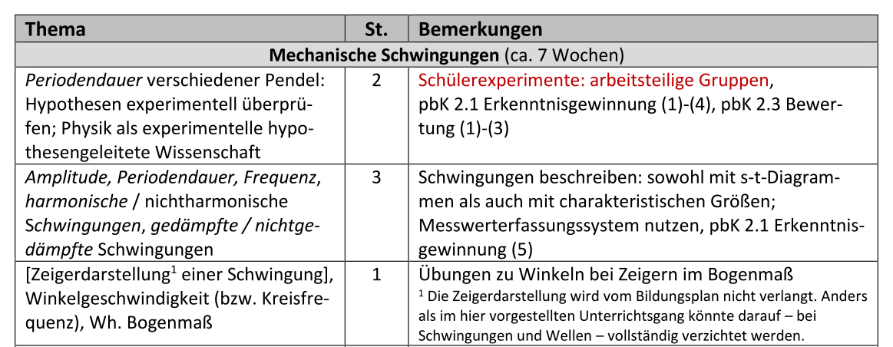 Thema St. Bemerkungen
Mechanische Schwingungen (ca. 7 Wochen)
Periodendauer verschiedener Pendel:
Hypothesen experimentell überprü-
fen; Physik als experimentelle hypo-
thesengeleitete Wissenschaft
2
Schülerexperimente: arbeitsteilige Gruppen,
pbK 2.1 Erkenntnisgewinnung (1)-(4), pbK 2.3 Bewer-
tung (1)-(3)
Amplitude, Periodendauer, Frequenz,
harmonische / nichtharmonische
Schwingungen, gedämpfte / nichtge-
dämpfte Schwingungen
3
Schwingungen beschreiben: sowohl mit s-t-Diagram-
men als auch mit charakteristischen Größen;
Messwerterfassungssystem nutzen, pbK 2.1 Erkenntnis-
gewinnung (5)
[Zeigerdarstellung¹ einer Schwingung],
Winkelgeschwindigkeit (bzw. Kreisfre-
quenz), Wh. Bogenmaß
1
Übungen zu Winkeln bei Zeigern im Bogenmaß
¹ Die Zeigerdarstellung wird vom Bildungsplan nicht verlangt. Anders
als im hier vorgestellten Unterrichtsgang könnte darauf – bei
Schwingungen und Wellen – vollständig verzichtet werden.